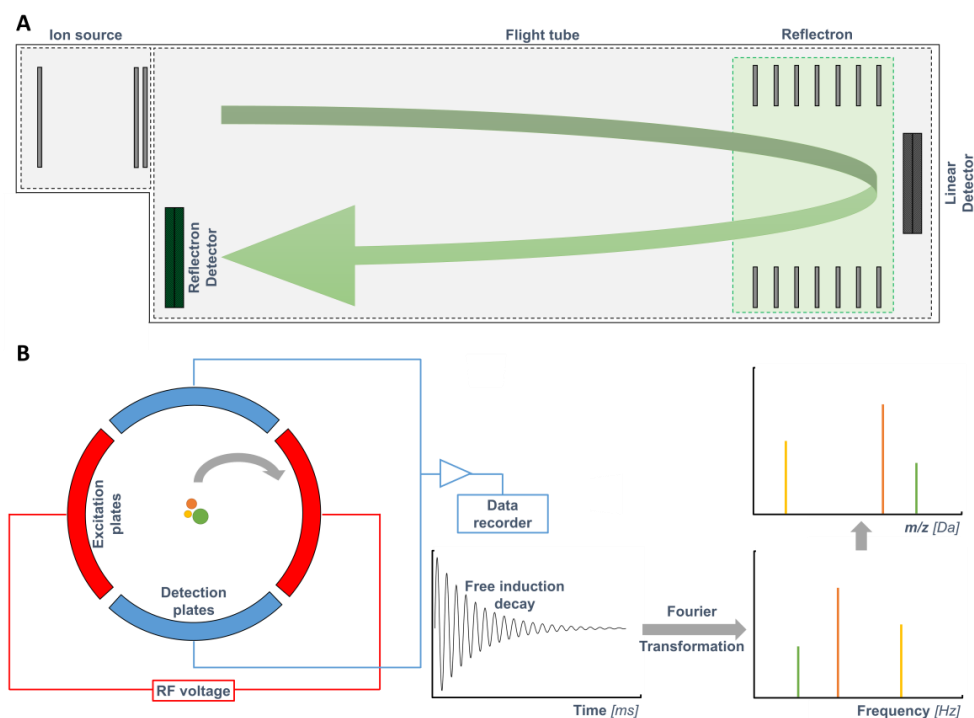 A
Ion source
Flight tube
Reflectron
Reflectron
Detector
Linear
Detector
B
Excitation
plates
Detection
plates
RF voltage
Data
recorder
Free induction
decay
Time [ms]
Fourier
Transformation
m/z [Da]
Frequency [Hz]